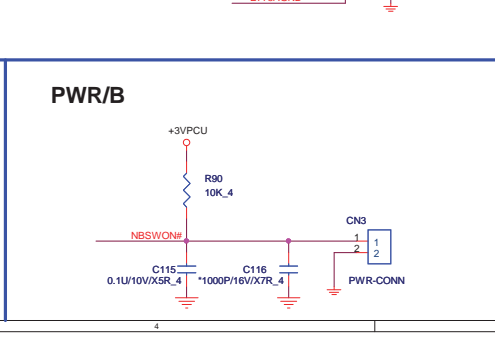 PWR/B
+3VPCU
R90
10K_4
NBSWON#
CN3
1
2
1
2
C115
0.1U/10V/X5R_4
C116
*1000P/16V/X7R_4
PWR-CONN
4